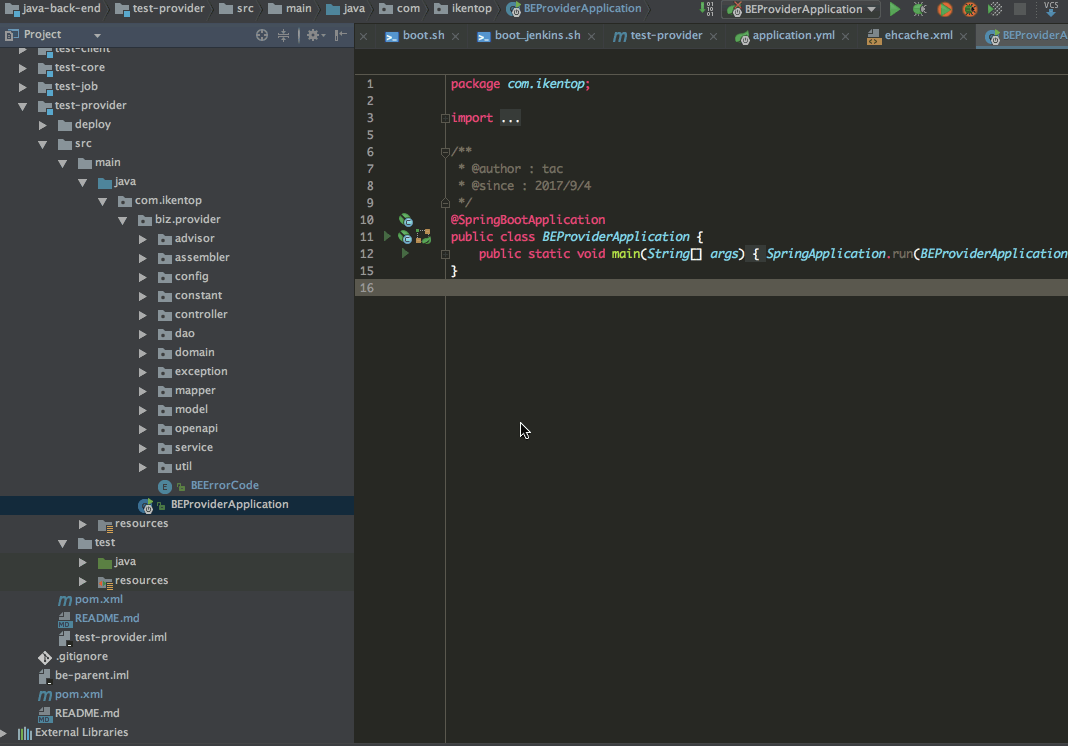 java-back-end test-provider src main java com ikentop BEProviderApplication BEProviderApplication VCS
Project
boot.sh boot_jenkins.sh test-provider application.yml ehcache.xml BEProviderA
test-client
test-core
test-job
test-provider
deploy
src
main
java
com.ikentop
biz.provider
advisor
assembler
config
constant
controller
dao
domain
exception
mapper
model
openapi
service
util
BEErrorCode
BEProviderApplication
resources
test
java
resources
pom.xml
README.md
test-provider.iml
.gitignore
be-parent.iml
pom.xml
README.md
External Libraries
1 package com.ikentop;
2
3 import ...
5
6 /**
7 * @author : tac
8 * @since : 2017/9/4
9 */
10 @SpringBootApplication
11 public class BEProviderApplication {
12 public static void main(String[] args) { SpringApplication.run(BEProviderApplication
15 }
16